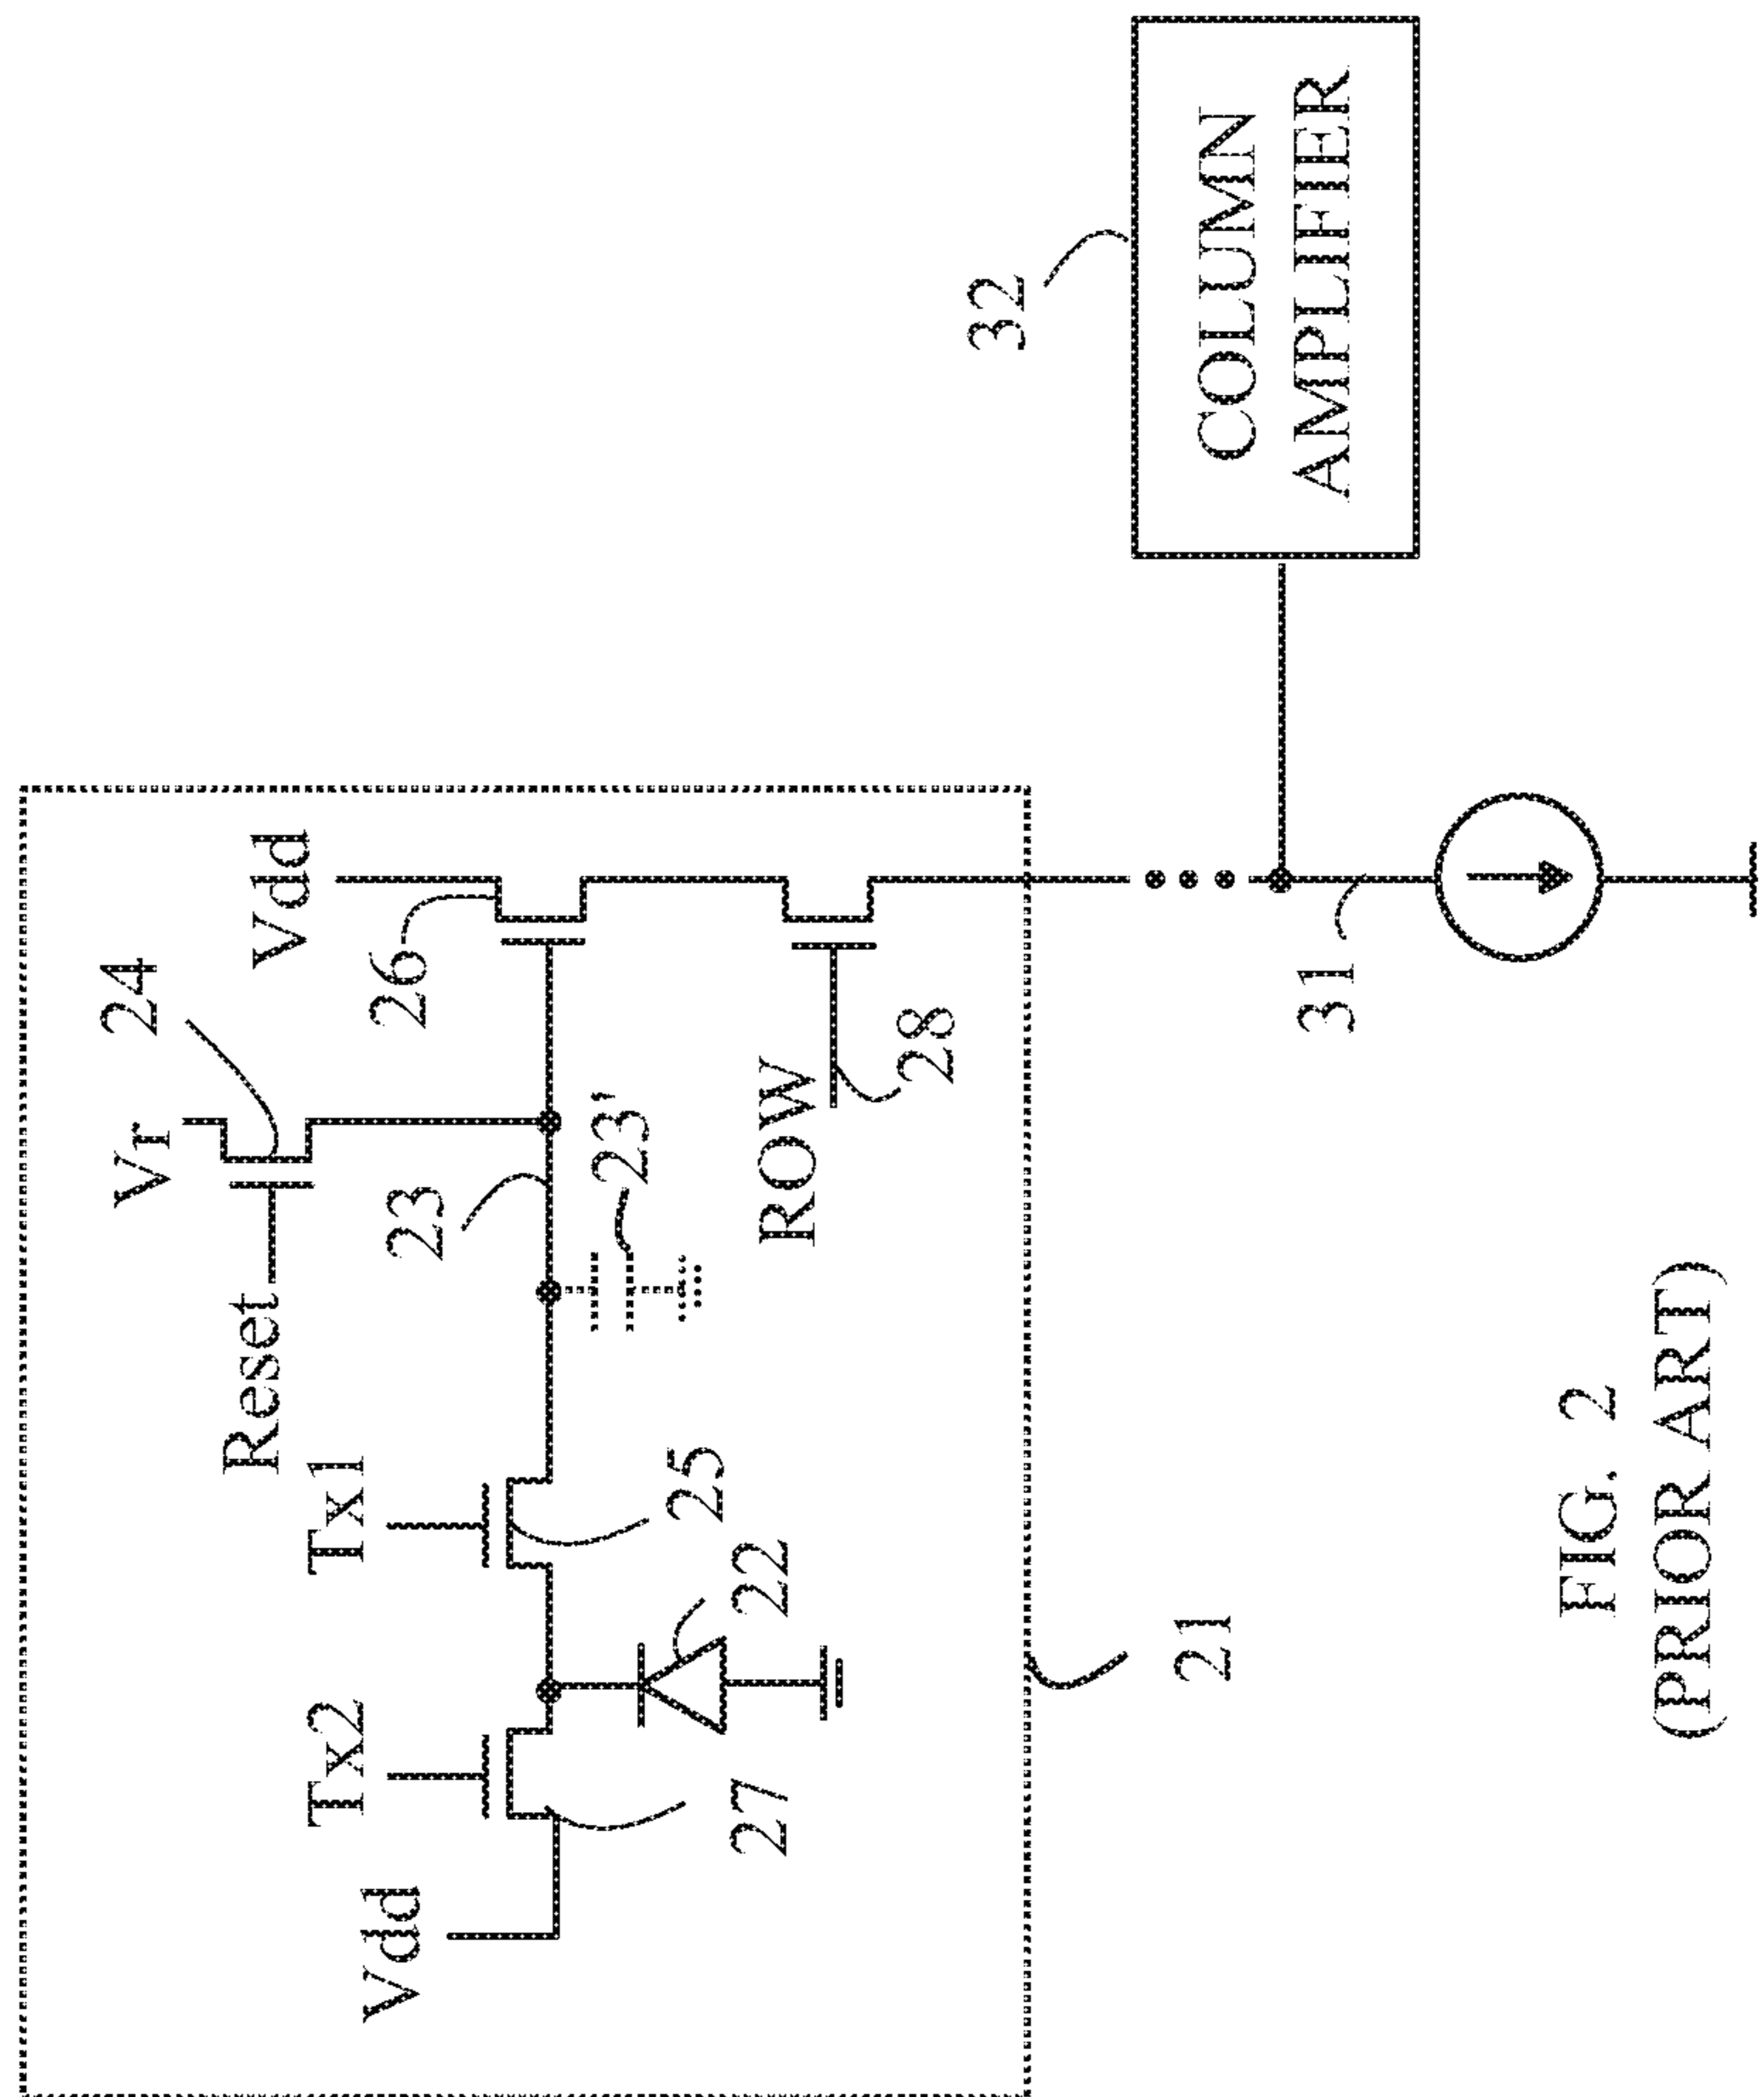 Vr
24
Reset
Vdd
23
26
Tx2
Tx1
Vdd
23'
25
27
22
ROW
28
32
COLUMN
AMPLIFIER
21
31
FIG. 2
(PRIOR ART)